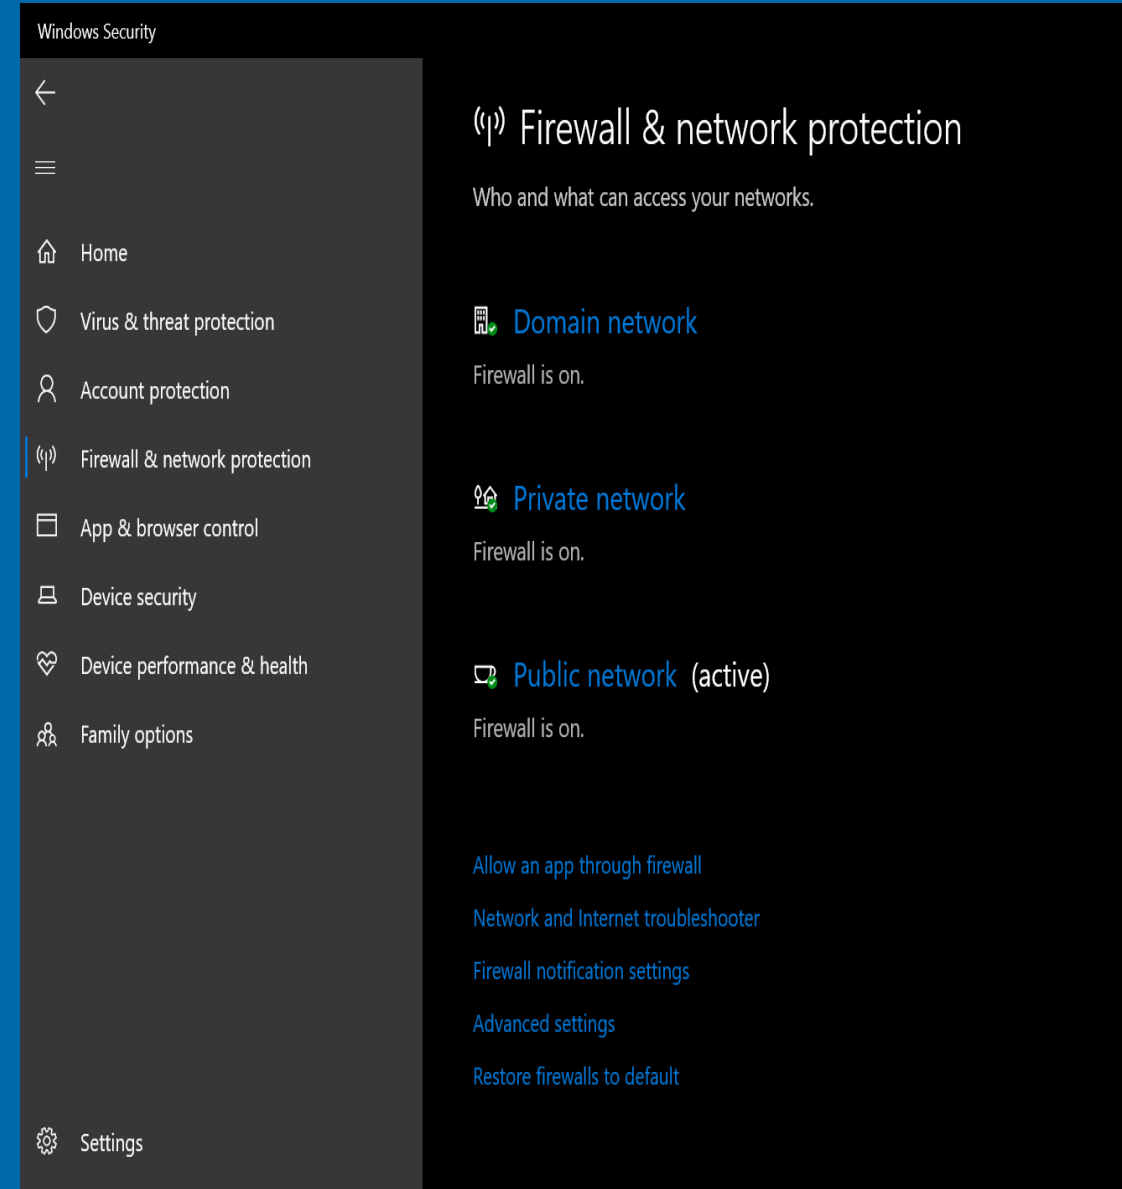 Windows Security
Home
Virus & threat protection
Account protection
Firewall & network protection
App & browser control
Device security
Device performance & health
Family options
Settings
Firewall & network protection
Who and what can access your networks.
Domain network
Firewall is on.
Private network
Firewall is on.
Public network (active)
Firewall is on.
Allow an app through firewall
Network and Internet troubleshooter
Firewall notification settings
Advanced settings
Restore firewalls to default